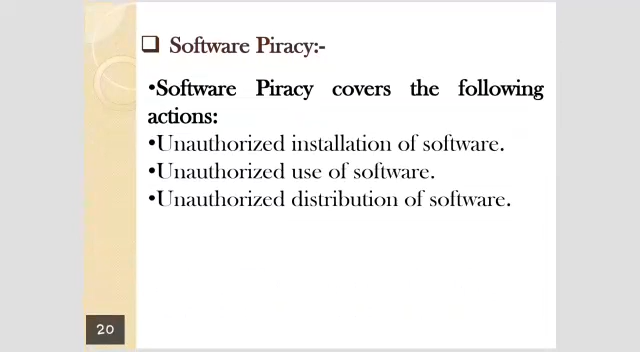 ❑ Software Piracy:-
•Software Piracy covers the following
actions:
•Unauthorized installation of software.
•Unauthorized use of software.
•Unauthorized distribution of software.
20